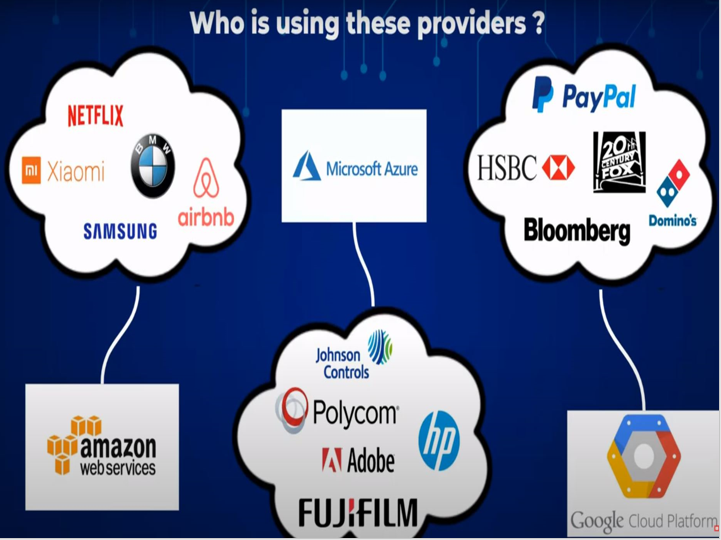 Who is using these providers ?
NETFLIX
mi Xiaomi
BMW
airbnb
SAMSUNG
Microsoft Azure
PayPal
HSBC
20TH
CENTURY
FOX
Domino's
Bloomberg
amazon
web services
Johnson
Controls
Polycom®
hp
Adobe
FUJIFILM
Google Cloud Platform